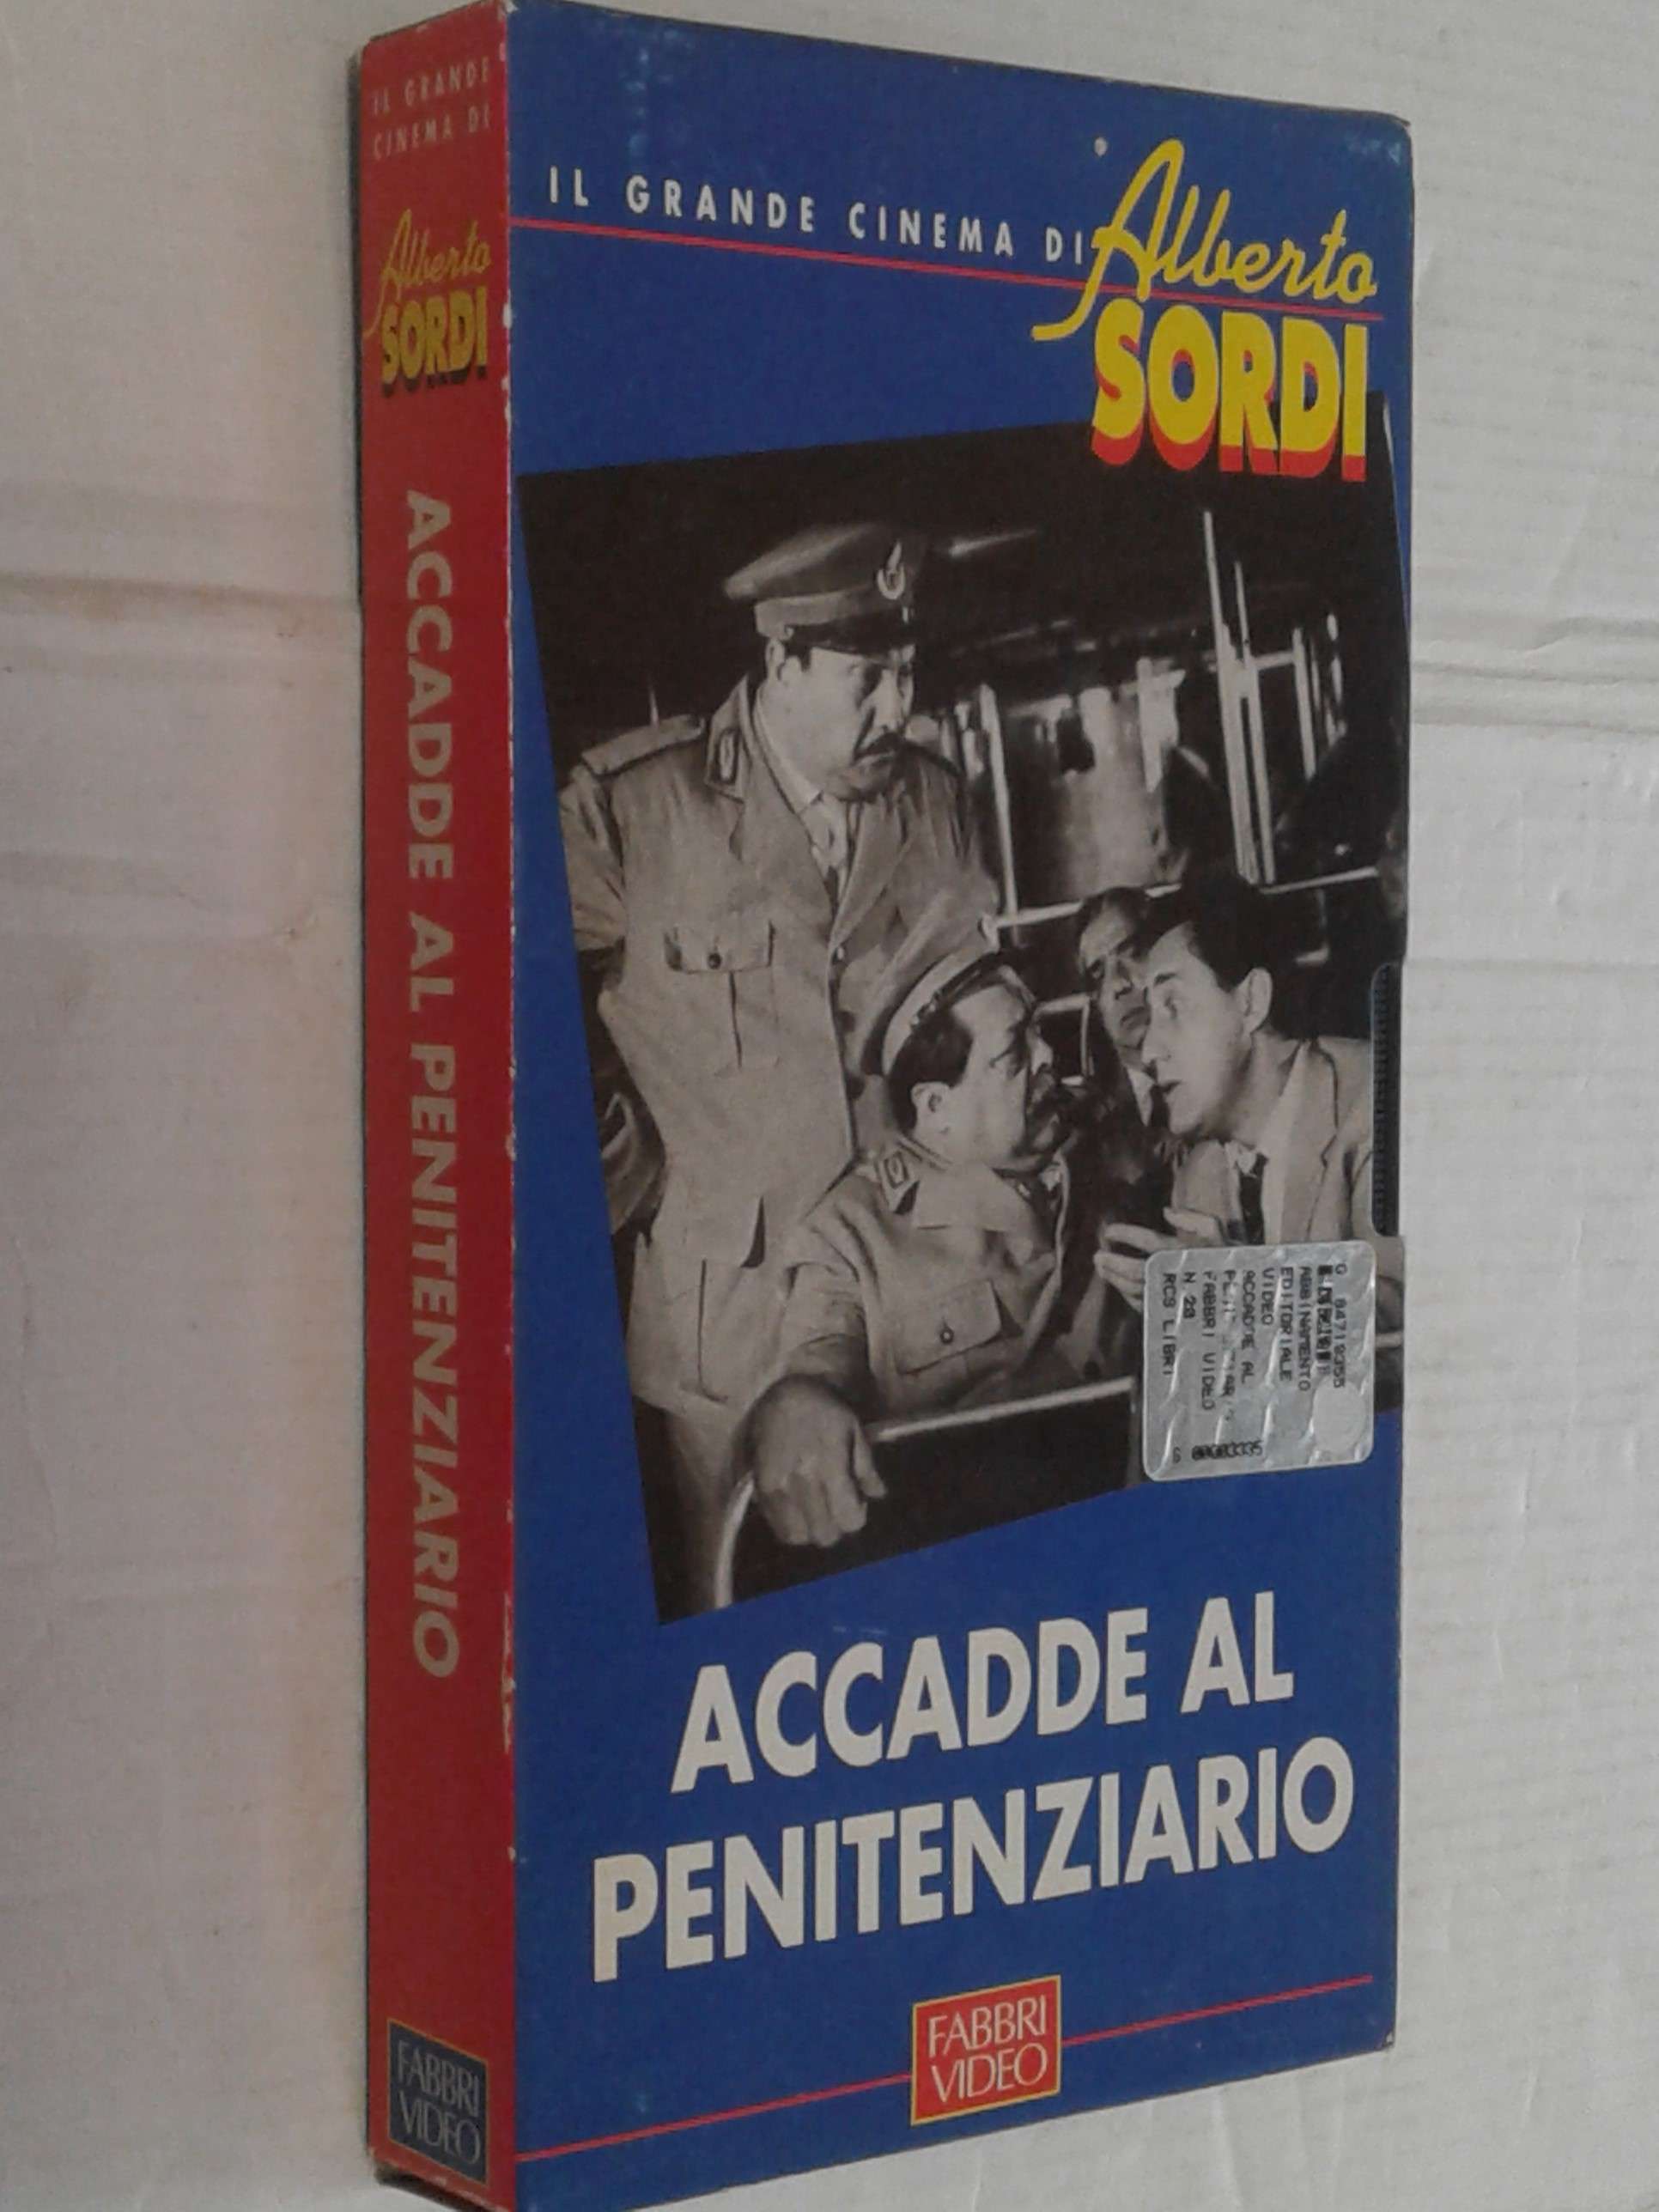 IL GRANDE
CINEMA DI
Alberto
SORDI
ACCADDE AL PENITENZIARIO
FABBRI
VIDEO
IL GRANDE CINEMA DI
Alberto
SORDI
ABBINAMENTO
EDITORIALE
VIDEO
ACCADDE AL
FABBRI VIDEO
N.20
RCS LIBRI
ACCADDE AL
PENITENZIARIO
FABBRI
VIDEO